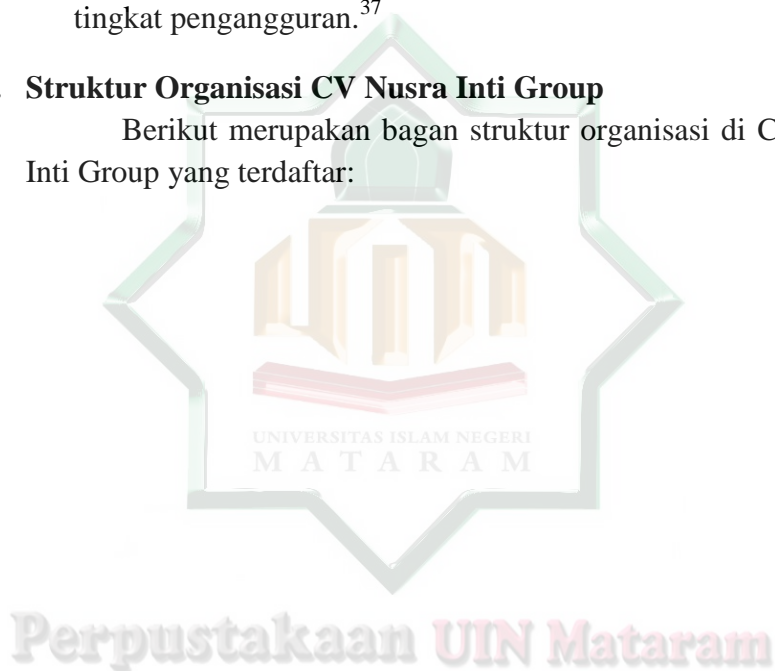 tingkat pengangguran.37
. Struktur Organisasi CV Nusra Inti Group
Berikut merupakan bagan struktur organisasi di C
Inti Group yang terdaftar:
UNIVERSITAS ISLAM NEGERI
MATARAM
Perpustakaan UIN Mataram